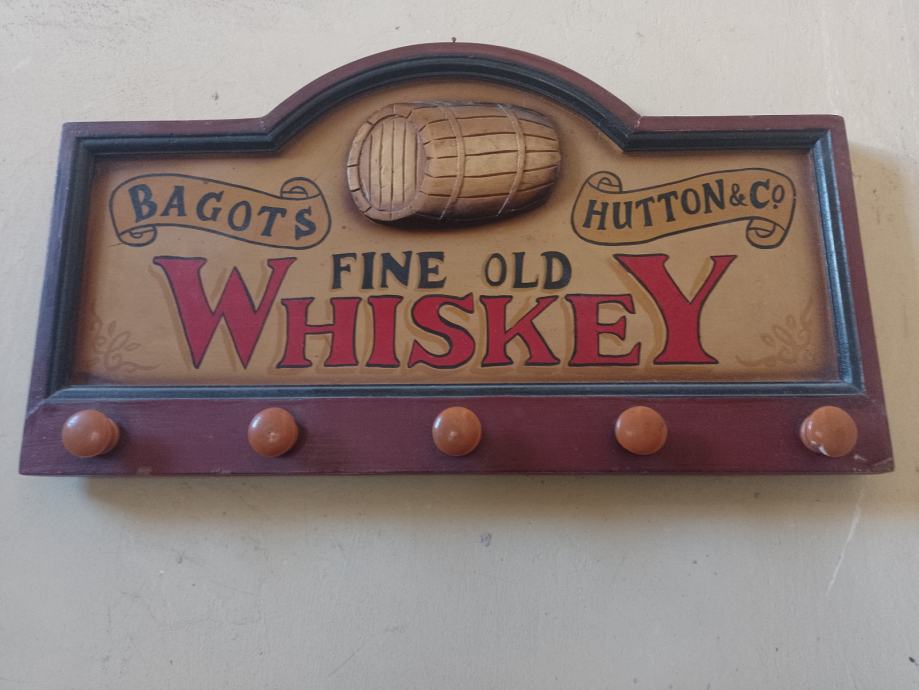 BAGOTS HUTTON & Co
FINE OLD
WHISKEY